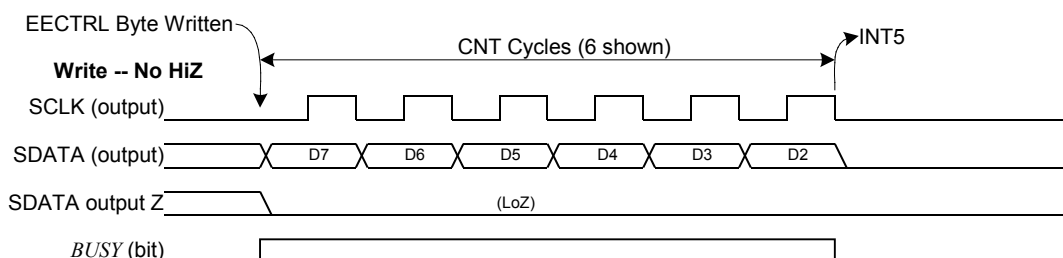 EECTRL Byte Written
CNT Cycles (6 shown)
INT5
Write -- No HiZ
SCLK (output)
SDATA (output)
D7 D6 D5 D4 D3 D2
SDATA output Z
(LoZ)
BUSY (bit)